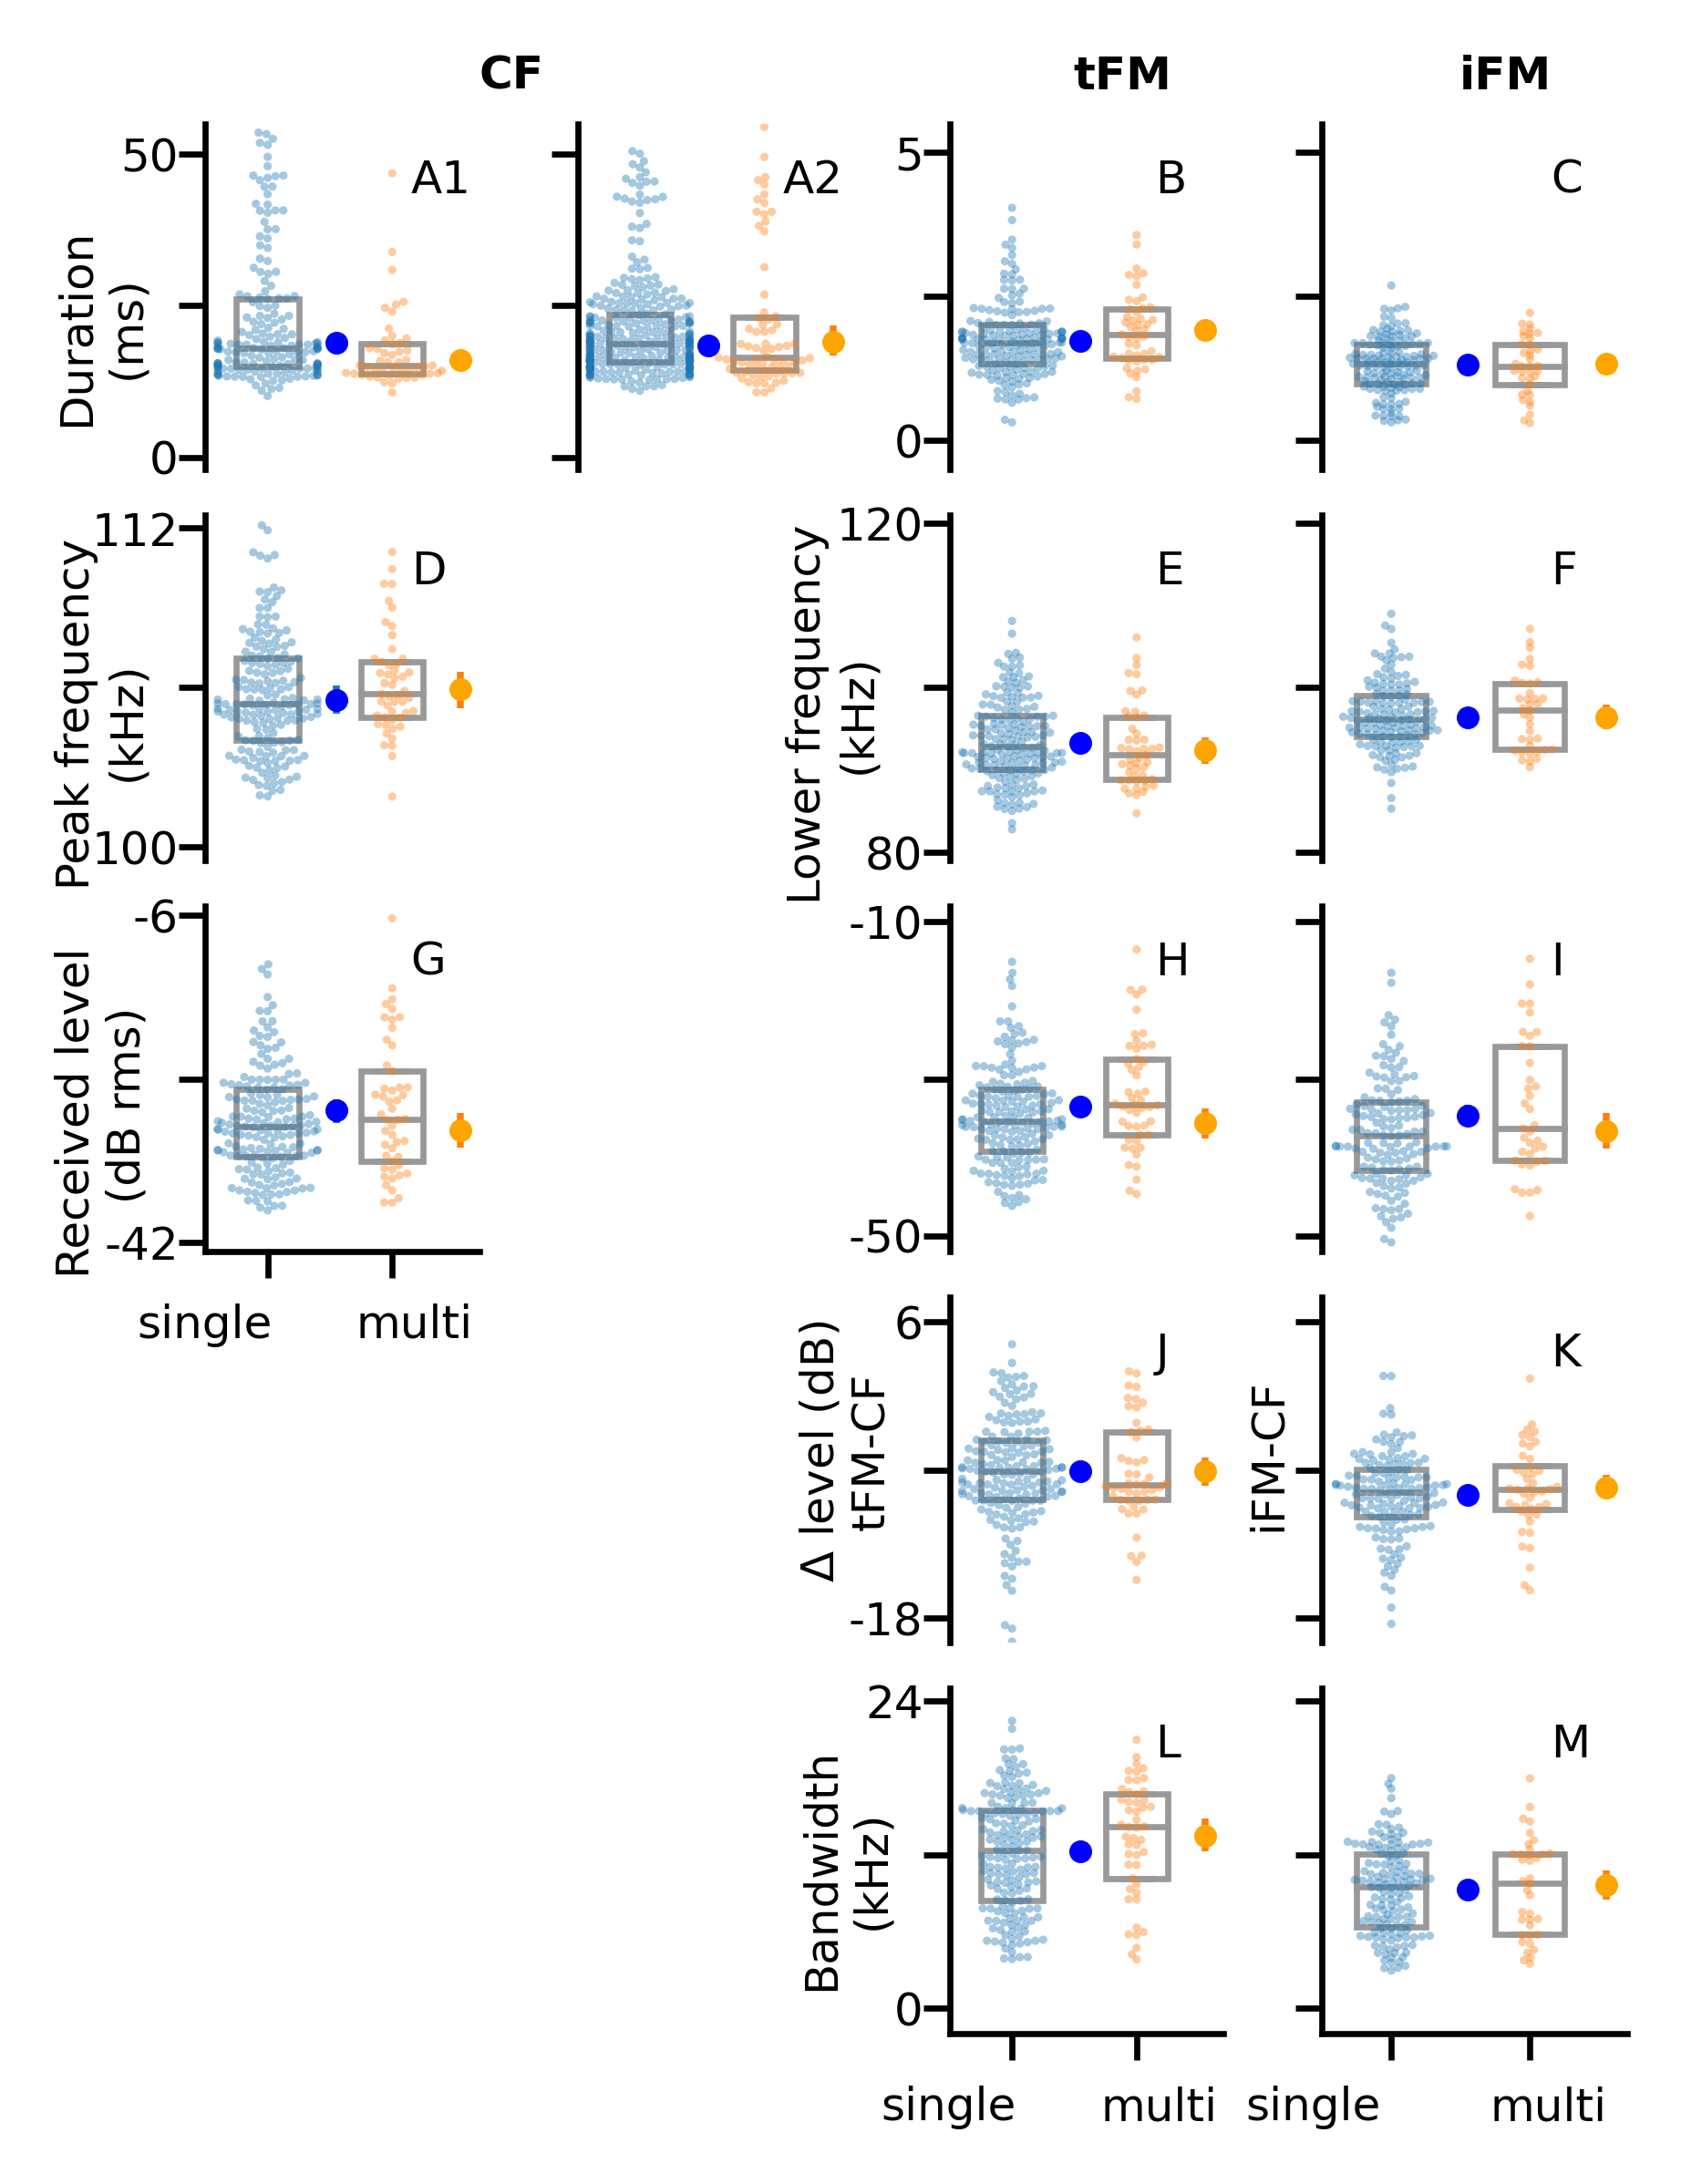 CF tFM iFM
50 A1 A2 5 B C
Duration
(ms)
0 0
112 D 120 E F
Peak frequency
(kHz)
Lower frequency
(kHz)
100 80
-6 G -10 H I
Received level
(dB rms)
-42 -50
single multi
6 J K
Δ level (dB)
tFM-CF
iFM-CF
-18
24 L M
Bandwidth
(kHz)
0
single multi single multi